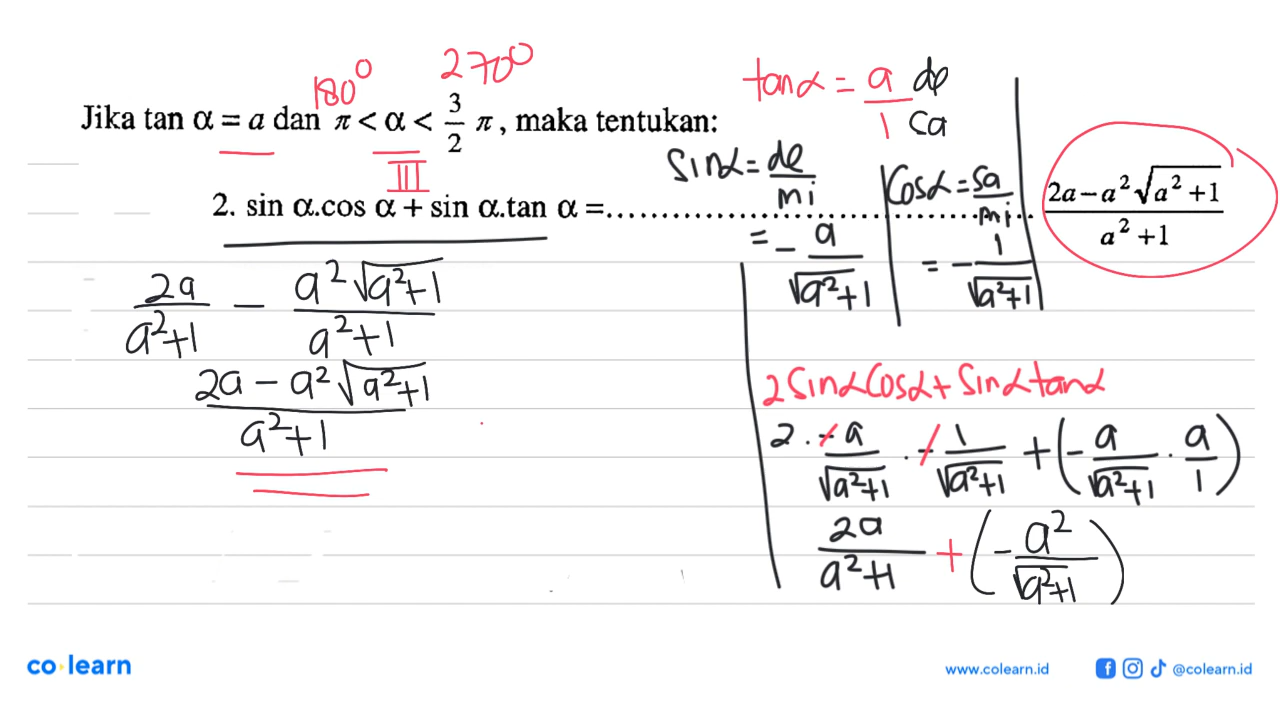 180° 270°
Jika tan α = a dan π < α < 3/2 π, maka tentukan:
III
2. sin α.cos α + sin α.tan α =........................................................
(2a - a²√(a² + 1))/(a² + 1)
tan α = a/1 de/sa
sin α = de/mi
= - a/√(a²+1)
cos α = sa/mi
= - 1/√(a²+1)
2 sin α cos α + sin α tan α
2 . - a/√(a²+1) . - 1/√(a²+1) + (- a/√(a²+1) . a/1)
2a/(a²+1) + (- a²/√(a²+1))
2a/(a²+1) - a²√(a²+1)/(a²+1)
(2a - a²√(a²+1))/(a²+1)
co·learn
www.colearn.id
@colearn.id